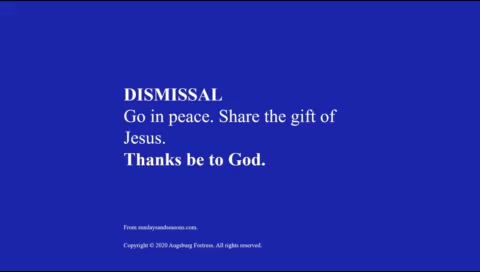 DISMISSAL
Go in peace. Share the gift of
Jesus.
Thanks be to God.
From sundaysandseasons.com.
Copyright © 2020 Augsburg Fortress. All rights reserved.